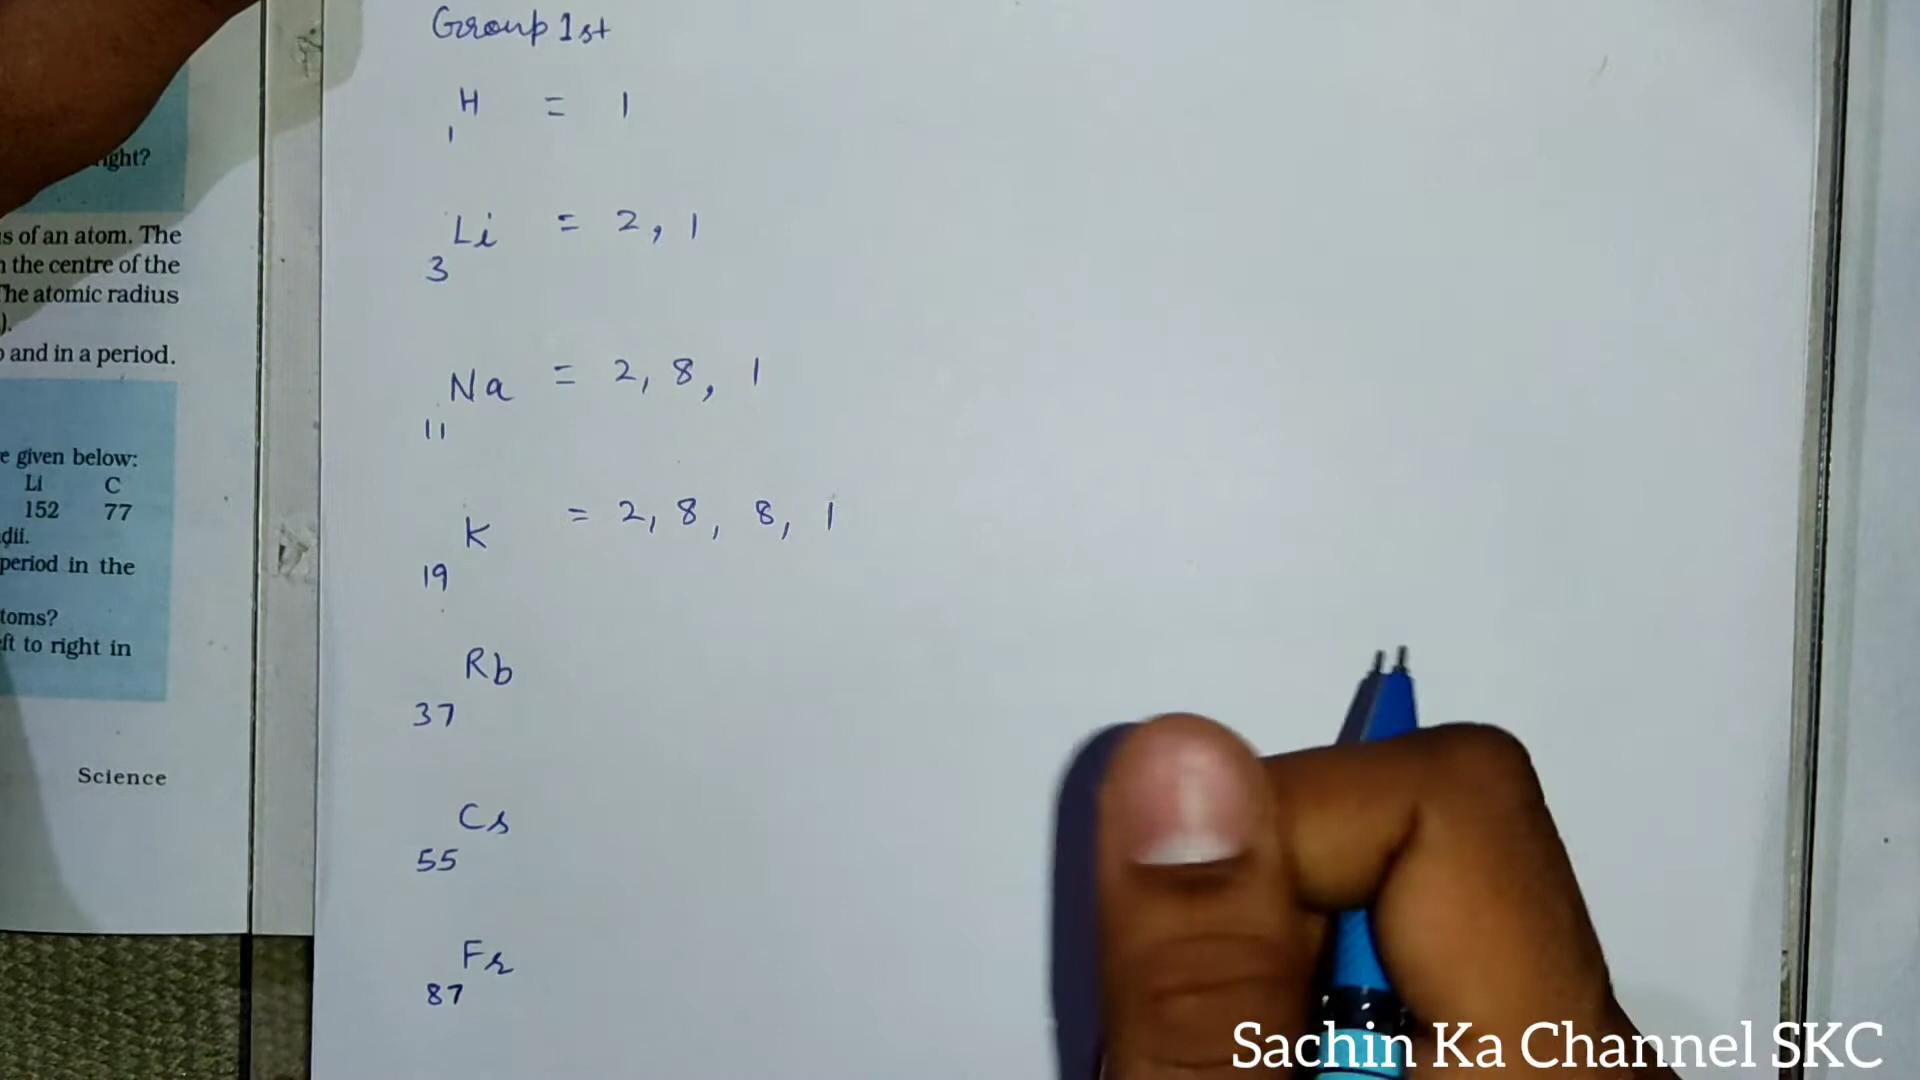 Group 1st
H = 1
1
Li = 2, 1
3
Na = 2, 8, 1
11
K = 2, 8, 8, 1
19
Rb
37
Cs
55
Fr
87
ight?
s of an atom. The
the centre of the
The atomic radius
).
and in a period.
e given below:
Li C
152 77
dii.
period in the
toms?
ft to right in
Science
Sachin Ka Channel SKC